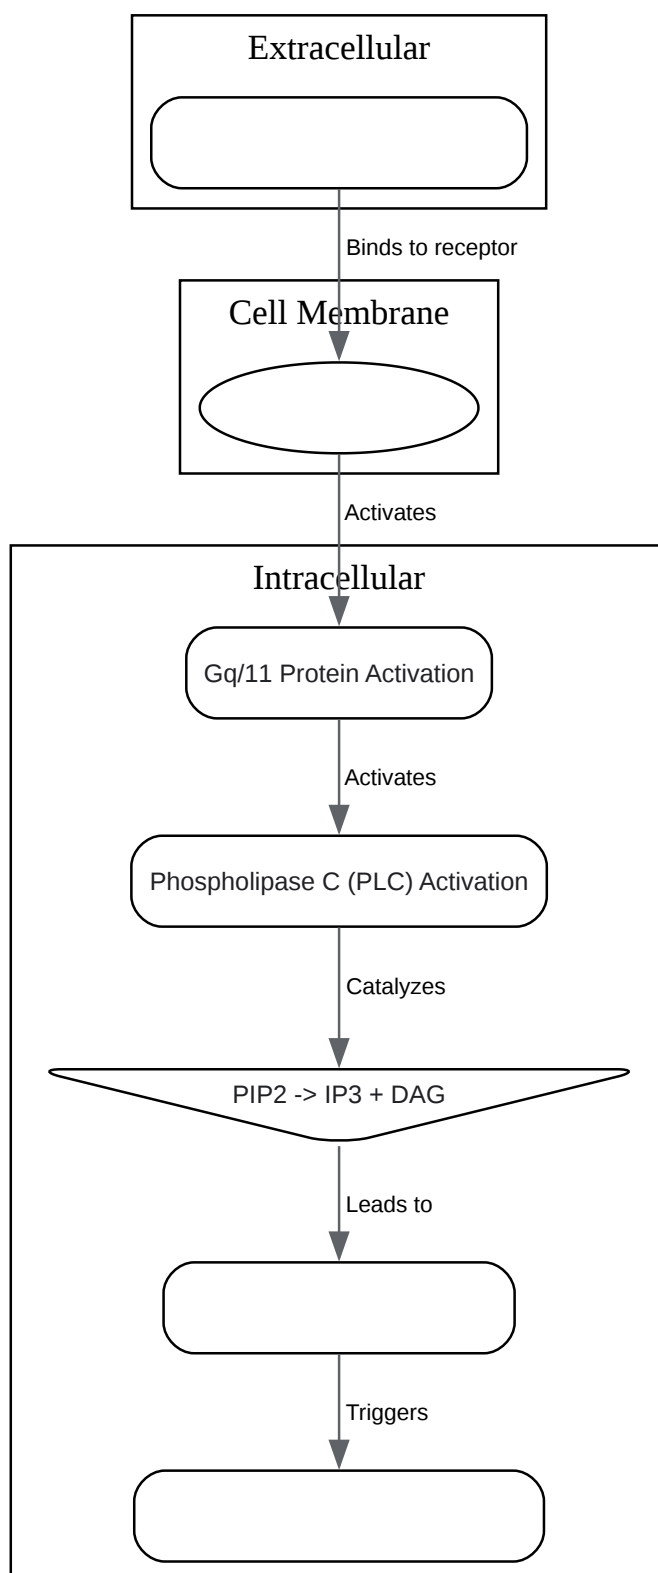 Extracellular
Binds to receptor
Cell Membrane
Activates
Intracellular
Gq/11 Protein Activation
Activates
Phospholipase C (PLC) Activation
Catalyzes
PIP2 -> IP3 + DAG
Leads to
Triggers